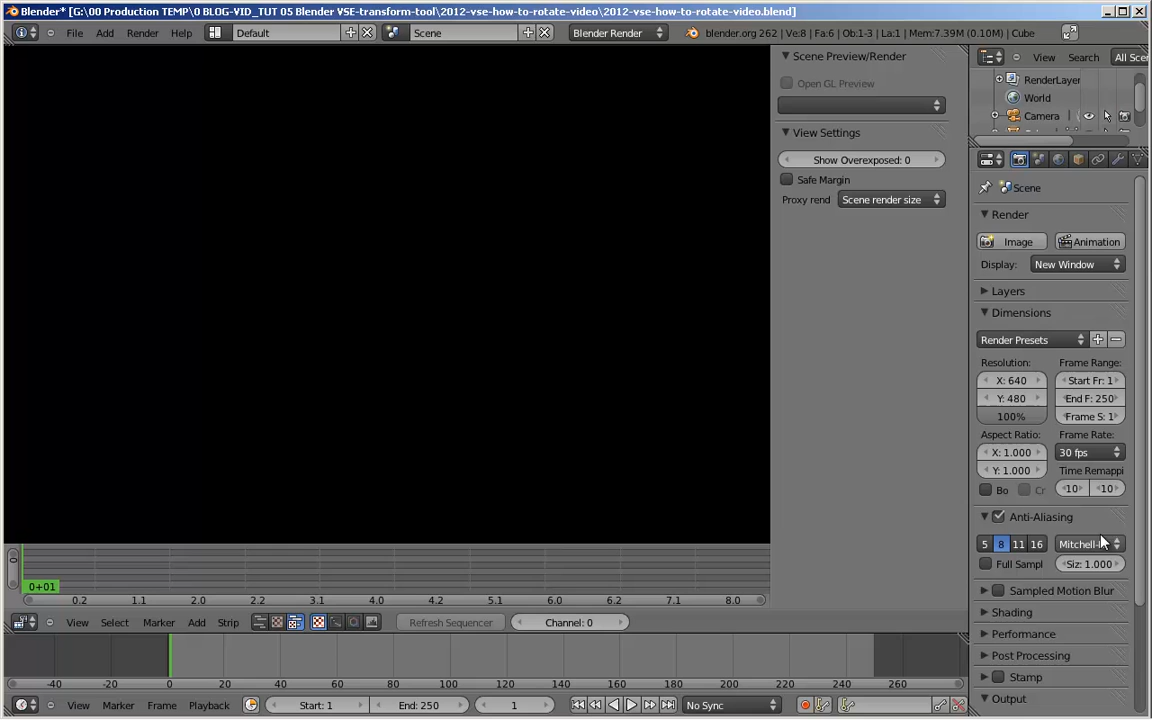 Blender* [G:\00 Production TEMP\0 BLOG-VID_TUT 05 Blender VSE-transform-tool\2012-vse-how-to-rotate-video\2012-vse-how-to-rotate-video.blend]
File Add Render Help Default Scene Blender Render blender.org 262 | Ve:8 | Fa:6 | Ob:1-3 | La:1 | Mem:7.39M (0.10M) | Cube
View Search All Sce
RenderLayer
World
Camera
Scene Preview/Render
Open GL Preview
View Settings
Show Overexposed: 0
Safe Margin
Proxy rend Scene render size
Scene
Render
Image Animation
Display: New Window
Layers
Dimensions
Render Presets
Resolution: Frame Range:
X: 640 Start Fr: 1
Y: 480 End F: 250
100% Frame S: 1
Aspect Ratio: Frame Rate:
X: 1.000 30 fps
Y: 1.000 Time Remappi
Bo Cr 10 10
Anti-Aliasing
5 8 11 16 Mitchell-
Full Sampl Siz: 1.000
Sampled Motion Blur
Shading
Performance
Post Processing
Stamp
Output
0+01
0.2 1.1 2.0 2.2 3.1 4.0 4.2 5.1 6.0 6.2 7.1 8.0
View Select Marker Add Strip Refresh Sequencer Channel: 0
-40 -20 0 20 40 60 80 100 120 140 160 180 200 220 240 260
View Marker Frame Playback Start: 1 End: 250 1 No Sync